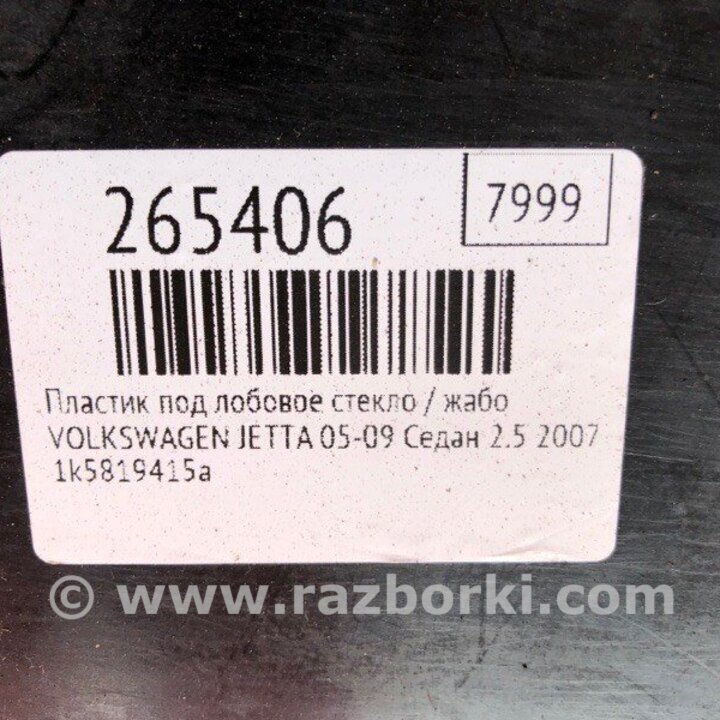 265406
7999
Пластик под лобовое стекло / жабо
VOLKSWAGEN JETTA 05-09 Седан 2.5 2007
1k5819415a
© www.razborki.com